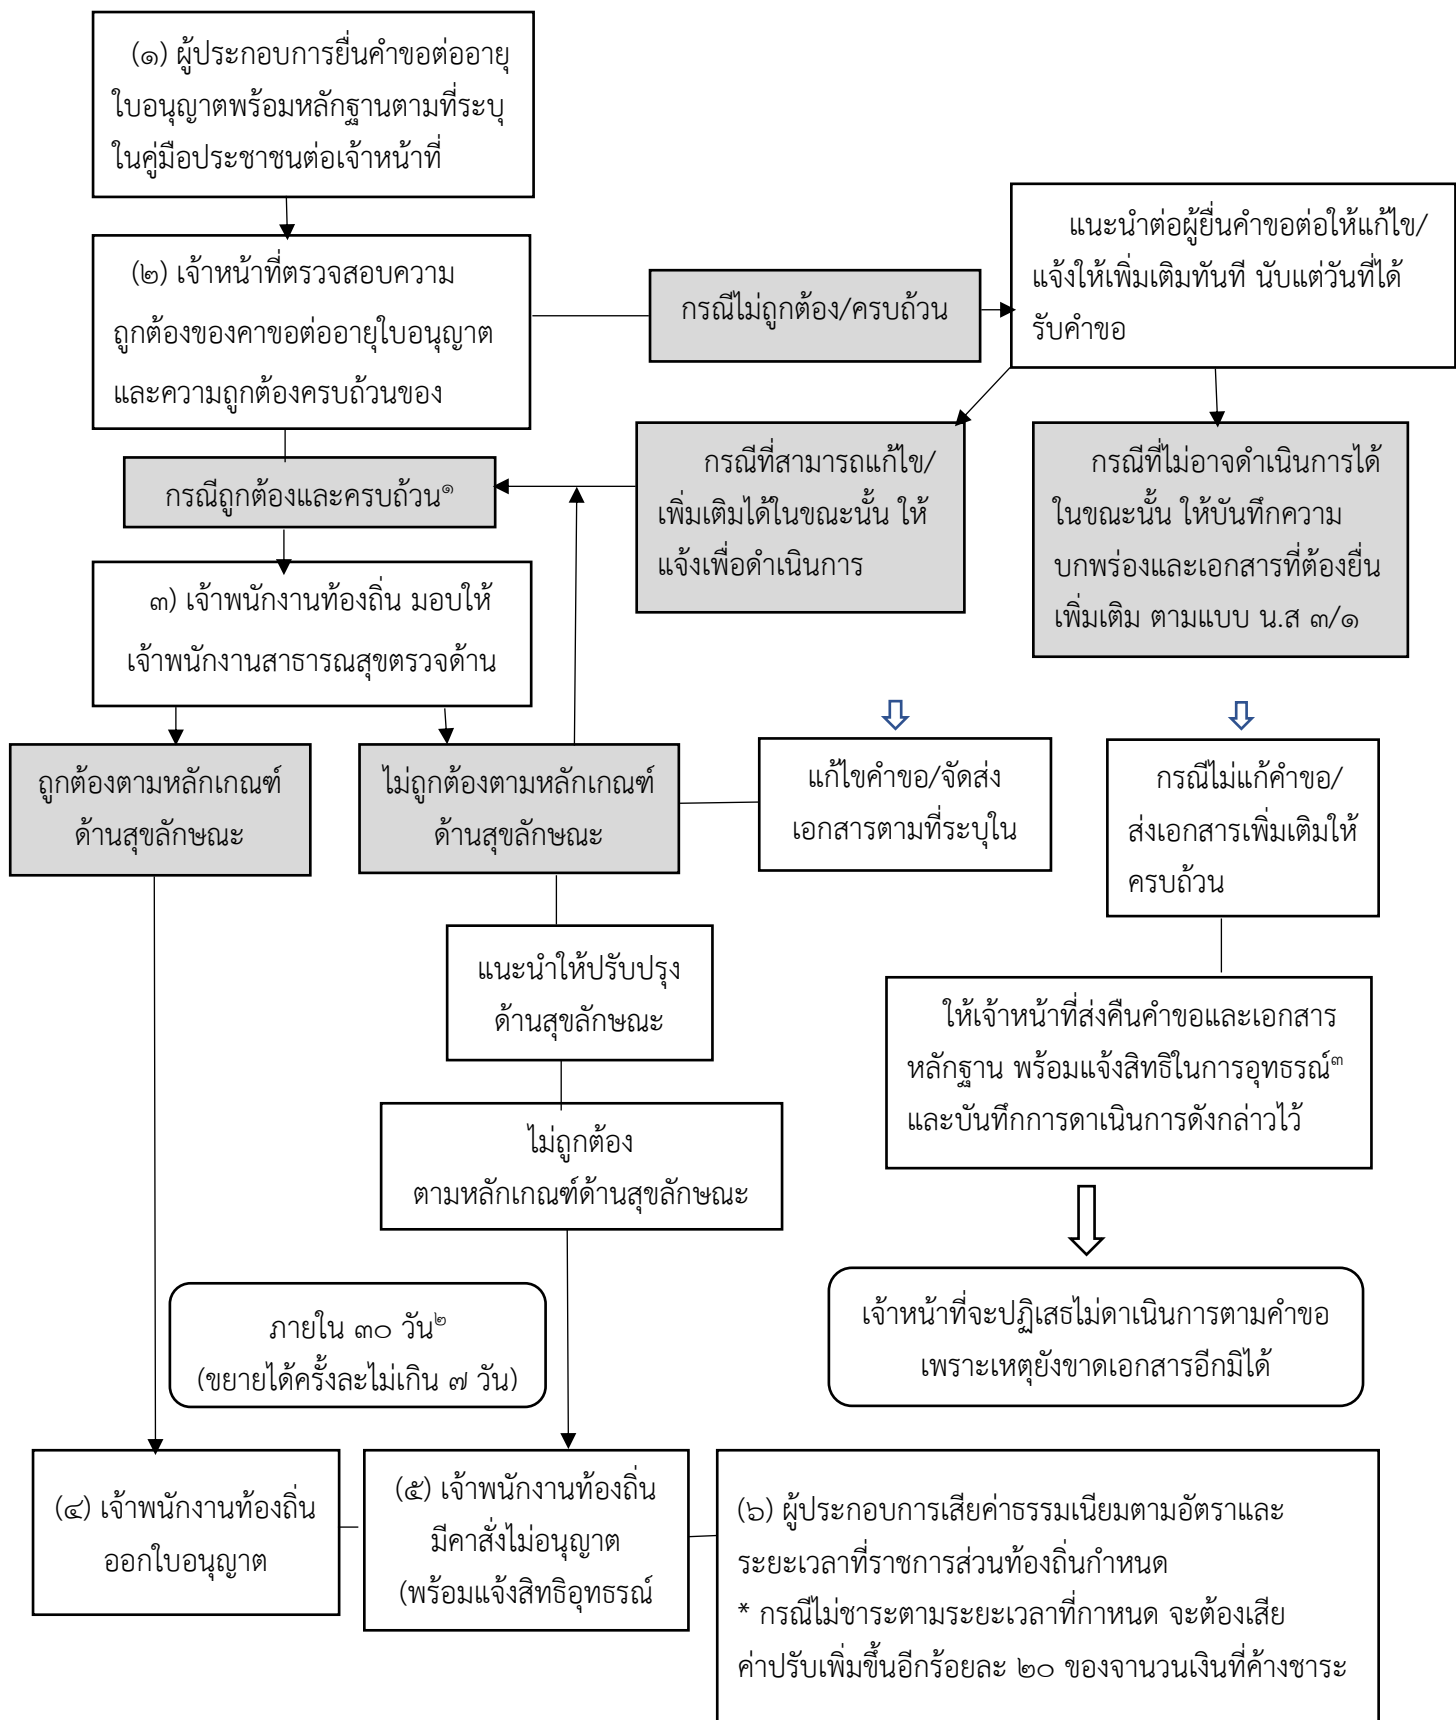 (๑) ผู้ประกอบการยื่นคำขอต่ออายุ
ใบอนุญาตพร้อมหลักฐานตามที่ระบุ
ในคู่มือประชาชนต่อเจ้าหน้าที่
(๒) เจ้าหน้าที่ตรวจสอบความ
ถูกต้องของคาขอต่ออายุใบอนุญาต
และความถูกต้องครบถ้วนของ
กรณีไม่ถูกต้อง/ครบถ้วน
แนะนำต่อผู้ยื่นคำขอต่อให้แก้ไข/
แจ้งให้เพิ่มเติมทันที นับแต่วันที่ได้
รับคำขอ
กรณีถูกต้องและครบถ้วน๑
กรณีที่สามารถแก้ไข/
เพิ่มเติมได้ในขณะนั้น ให้
แจ้งเพื่อดำเนินการ
กรณีที่ไม่อาจดำเนินการได้
ในขณะนั้น ให้บันทึกความ
บกพร่องและเอกสารที่ต้องยื่น
เพิ่มเติม ตามแบบ น.ส ๓/๑
๓) เจ้าพนักงานท้องถิ่น มอบให้
เจ้าพนักงานสาธารณสุขตรวจด้าน
ถูกต้องตามหลักเกณฑ์
ด้านสุขลักษณะ
ไม่ถูกต้องตามหลักเกณฑ์
ด้านสุขลักษณะ
แก้ไขคำขอ/จัดส่ง
เอกสารตามที่ระบุใน
กรณีไม่แก้คำขอ/
ส่งเอกสารเพิ่มเติมให้
ครบถ้วน
แนะนำให้ปรับปรุง
ด้านสุขลักษณะ
ให้เจ้าหน้าที่ส่งคืนคำขอและเอกสาร
หลักฐาน พร้อมแจ้งสิทธิในการอุทธรณ์๓
และบันทึกการดาเนินการดังกล่าวไว้
ไม่ถูกต้อง
ตามหลักเกณฑ์ด้านสุขลักษณะ
ภายใน ๓๐ วัน๒
(ขยายได้ครั้งละไม่เกิน ๗ วัน)
เจ้าหน้าที่จะปฏิเสธไม่ดาเนินการตามคำขอ
เพราะเหตุยังขาดเอกสารอีกมิได้
(๔) เจ้าพนักงานท้องถิ่น
ออกใบอนุญาต
(๕) เจ้าพนักงานท้องถิ่น
มีคาสั่งไม่อนุญาต
(พร้อมแจ้งสิทธิอุทธรณ์
(๖) ผู้ประกอบการเสียค่าธรรมเนียมตามอัตราและ
ระยะเวลาที่ราชการส่วนท้องถิ่นกำหนด
* กรณีไม่ชาระตามระยะเวลาที่กาหนด จะต้องเสีย
ค่าปรับเพิ่มขึ้นอีกร้อยละ ๒๐ ของจานวนเงินที่ค้างชาระ